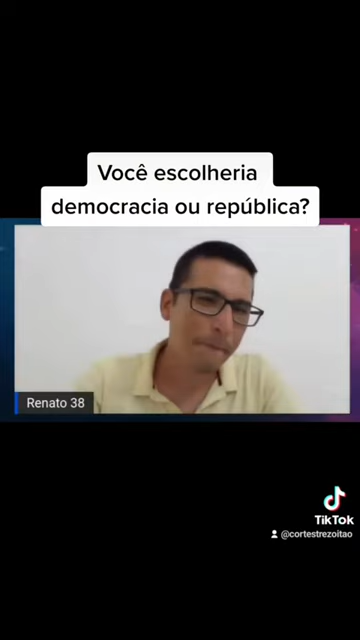 Você escolheria
democracia ou república?
Renato 38
TikTok
@cortestrezoitao